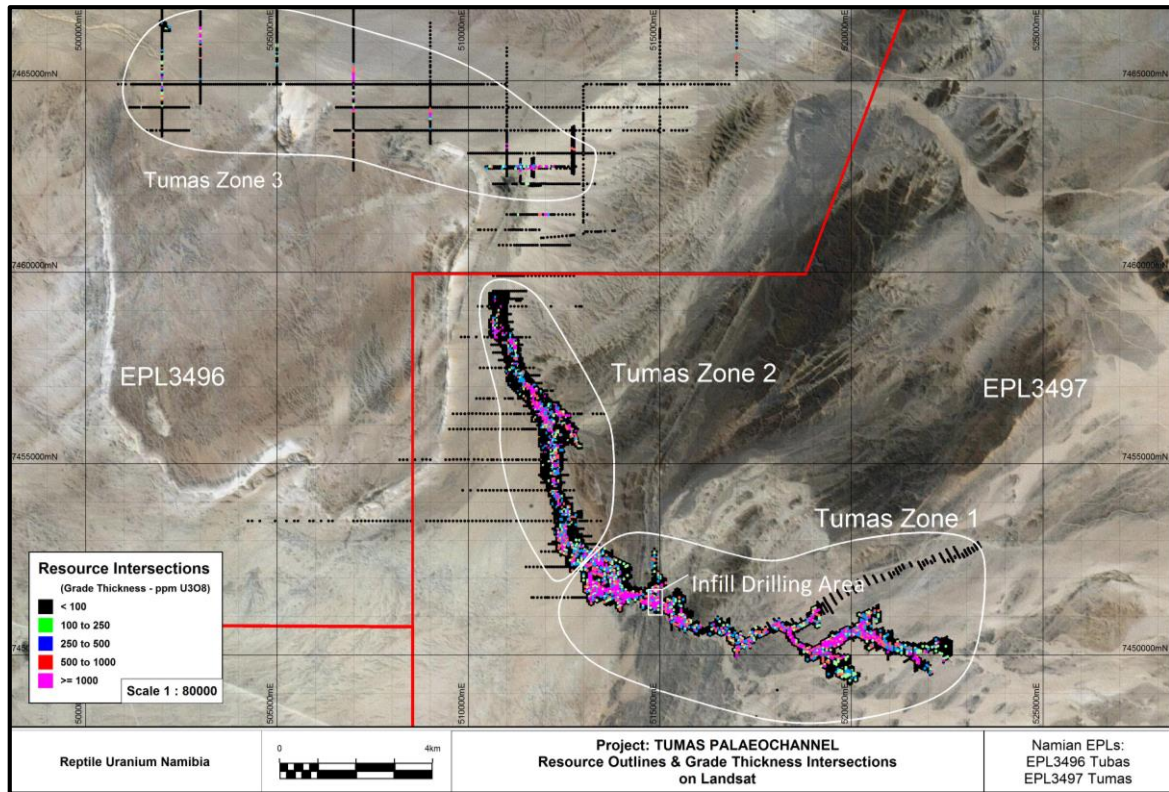 500000mE
505000mE
510000mE
515000mE
520000mE
525000mE
7465000mN
7465000mN
Tumas Zone 3
7460000mN
7460000mN
EPL3496
Tumas Zone 2
EPL3497
7455000mN
7455000mN
Tumas Zone 1
Infill Drilling Area
Resource Intersections
(Grade Thickness - ppm U3O8)
< 100
100 to 250
250 to 500
500 to 1000
>= 1000
Scale 1 : 80000
7450000mN
505000mE
510000mE
515000mE
520000mE
525000mE
Reptile Uranium Namibia
0
4km
Project: TUMAS PALAEOCHANNEL
Resource Outlines & Grade Thickness Intersections
on Landsat
Namian EPLs:
EPL3496 Tubas
EPL3497 Tumas